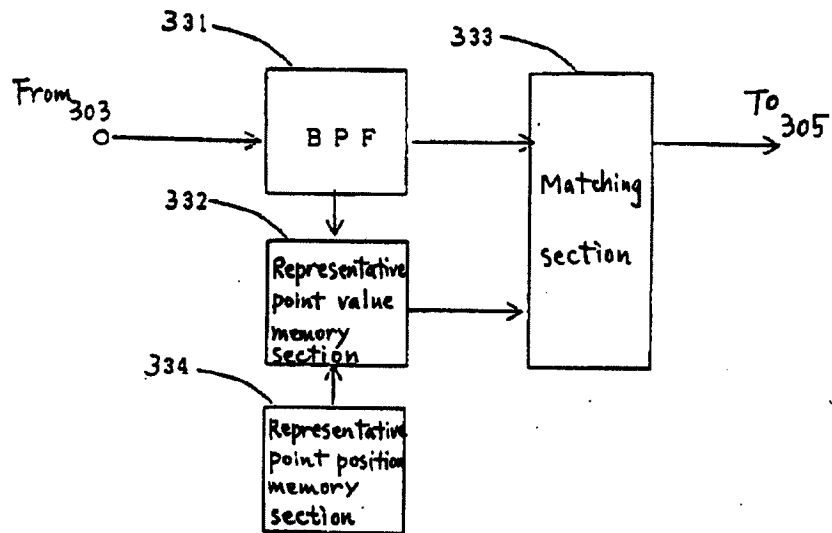 331
333
From
303
To
305
B P F
Matching
section
332
Representative
point value
memory
section
334
Representative
point position
memory
section